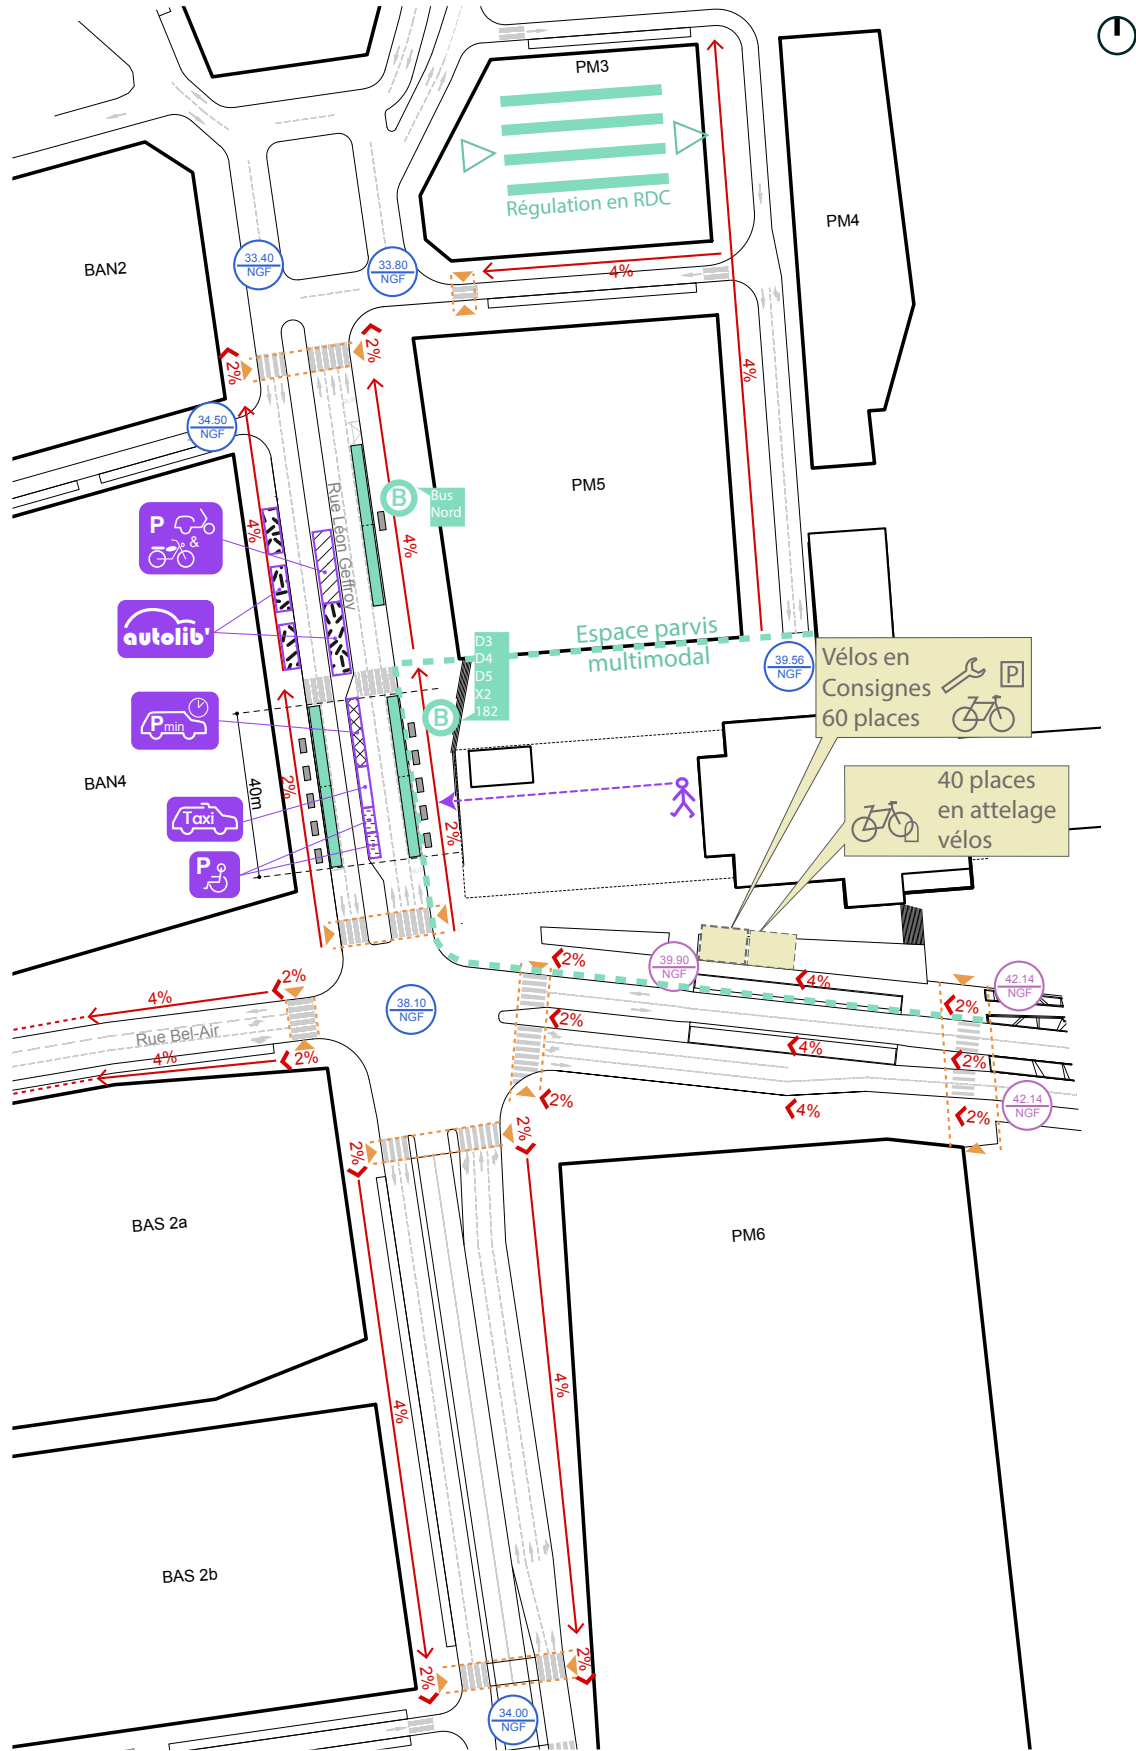 PM3
Régulation en RDC
PM4
BAN2
33.40
NGF
33.80
NGF
4%
2%
2%
4%
34.50
NGF
PM5
P
&
4%
Rue Léon Geffroy
B
Bus
Nord
4%
autolib'
Espace parvis
multimodal
D3
D4
D5
X2
182
B
39.56
NGF
Vélos en
Consignes
60 places
P
Pmin
BAN4
40m
2%
2%
Taxi
P
40 places
en attelage
vélos
2%
39.90
NGF
4%
42.14
NGF
2%
2%
4%
38.10
NGF
2%
Rue Bel-Air
4%
2%
4%
2%
2%
4%
42.14
NGF
2%
2%
2%
BAS 2a
PM6
4%
4%
BAS 2b
2%
2%
34.00
NGF